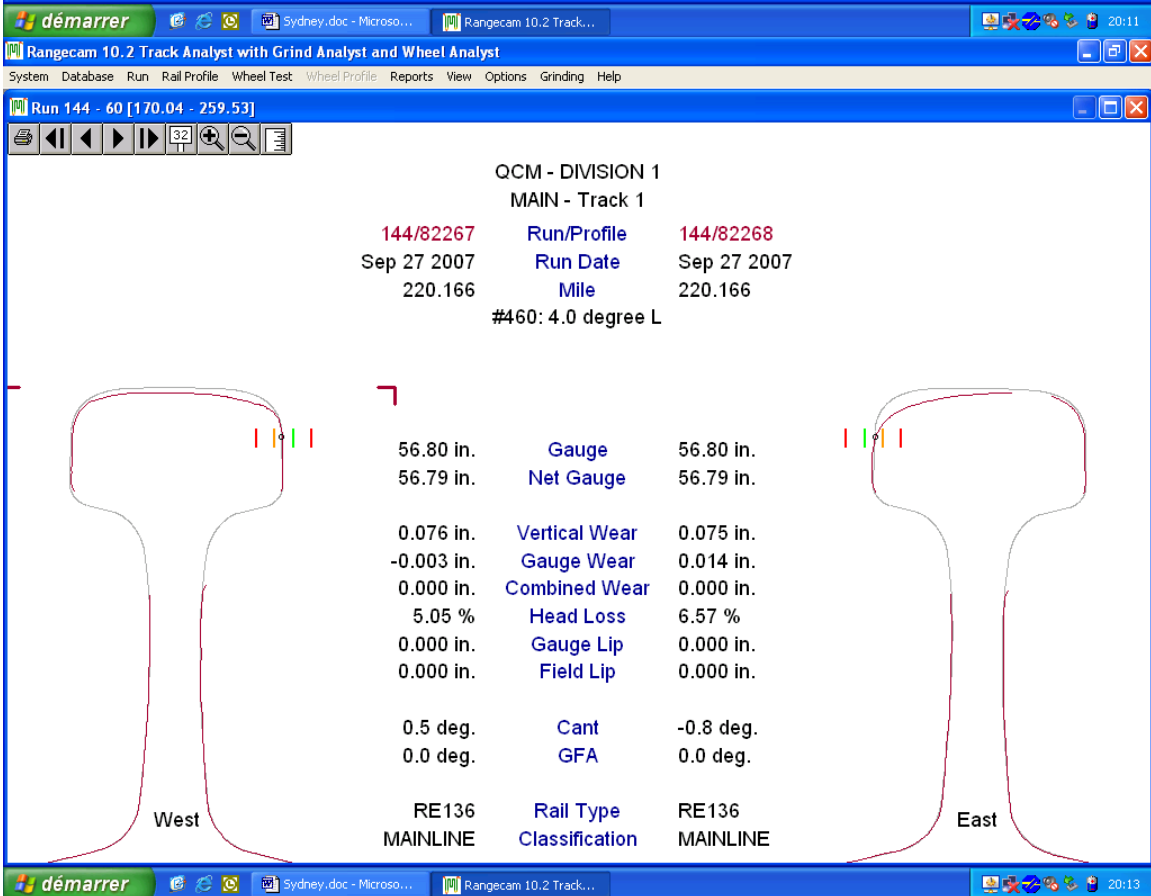 démarrer Sydney.doc - Microso... Rangecam 10.2 Track... 20:11
Rangecam 10.2 Track Analyst with Grind Analyst and Wheel Analyst
System Database Run Rail Profile Wheel Test Wheel Profile Reports View Options Grinding Help
Run 144 - 60 [170.04 - 259.53]
32
QCM - DIVISION 1
MAIN - Track 1
144/82267 Run/Profile 144/82268
Sep 27 2007 Run Date Sep 27 2007
220.166 Mile 220.166
#460: 4.0 degree L
56.80 in. Gauge 56.80 in.
56.79 in. Net Gauge 56.79 in.
0.076 in. Vertical Wear 0.075 in.
-0.003 in. Gauge Wear 0.014 in.
0.000 in. Combined Wear 0.000 in.
5.05 % Head Loss 6.57 %
0.000 in. Gauge Lip 0.000 in.
0.000 in. Field Lip 0.000 in.
0.5 deg. Cant -0.8 deg.
0.0 deg. GFA 0.0 deg.
RE136 Rail Type RE136
West East
MAINLINE Classification MAINLINE
démarrer Sydney.doc - Microso... Rangecam 10.2 Track... 20:13